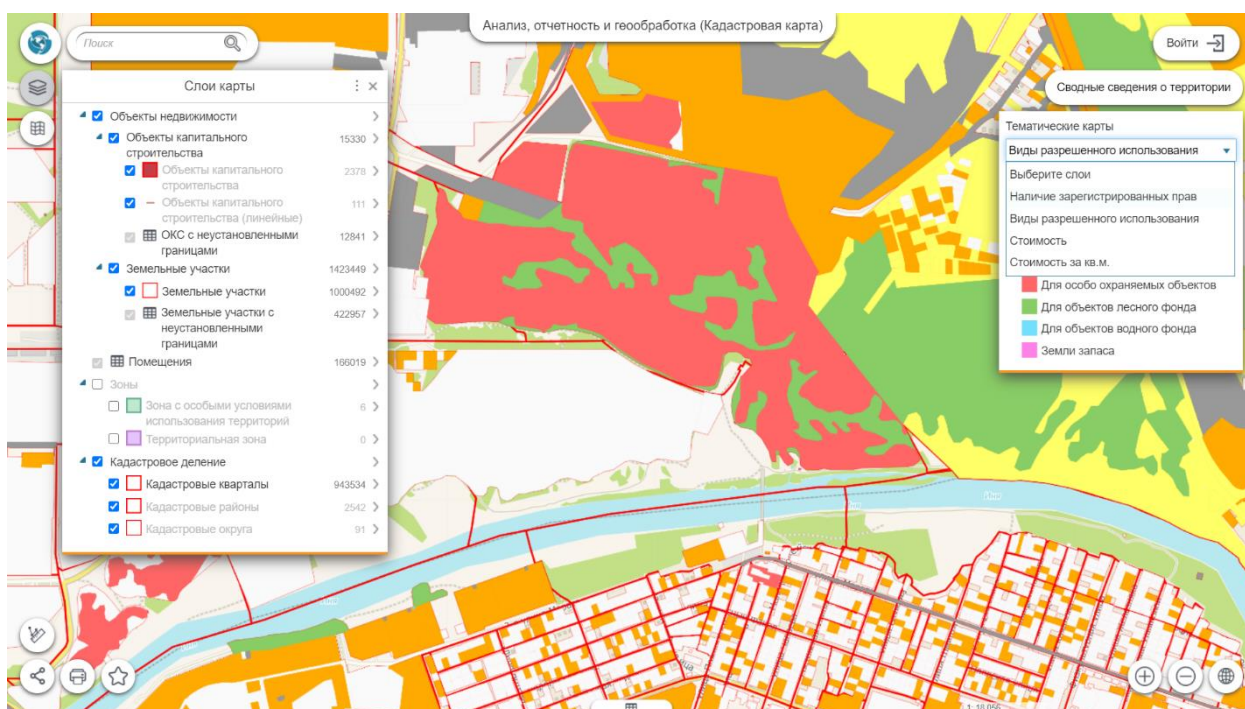 Анализ, отчетность и геообработка (Кадастровая карта)
Поиск
Войти
Сводные сведения о территории
Слои карты
Объекты недвижимости
Объекты капитального 15330
строительства
Объекты капитального 2378
строительства
Объекты капитального 111
строительства (линейные)
ОКС с неустановленными 12841
границами
Земельные участки 1423449
Земельные участки 1000492
Земельные участки с 422957
неустановленными
границами
Помещения 166019
Зоны
Зона с особыми условиями 6
использования территорий
Территориальная зона 0
Кадастровое деление
Кадастровые кварталы 943534
Кадастровые районы 2542
Кадастровые округа 91
Тематические карты
Виды разрешенного использования
Выберите слои
Наличие зарегистрированных прав
Виды разрешенного использования
Стоимость
Стоимость за кв.м.
Для особо охраняемых объектов
Для объектов лесного фонда
Для объектов водного фонда
Земли запаса
1: 18 056